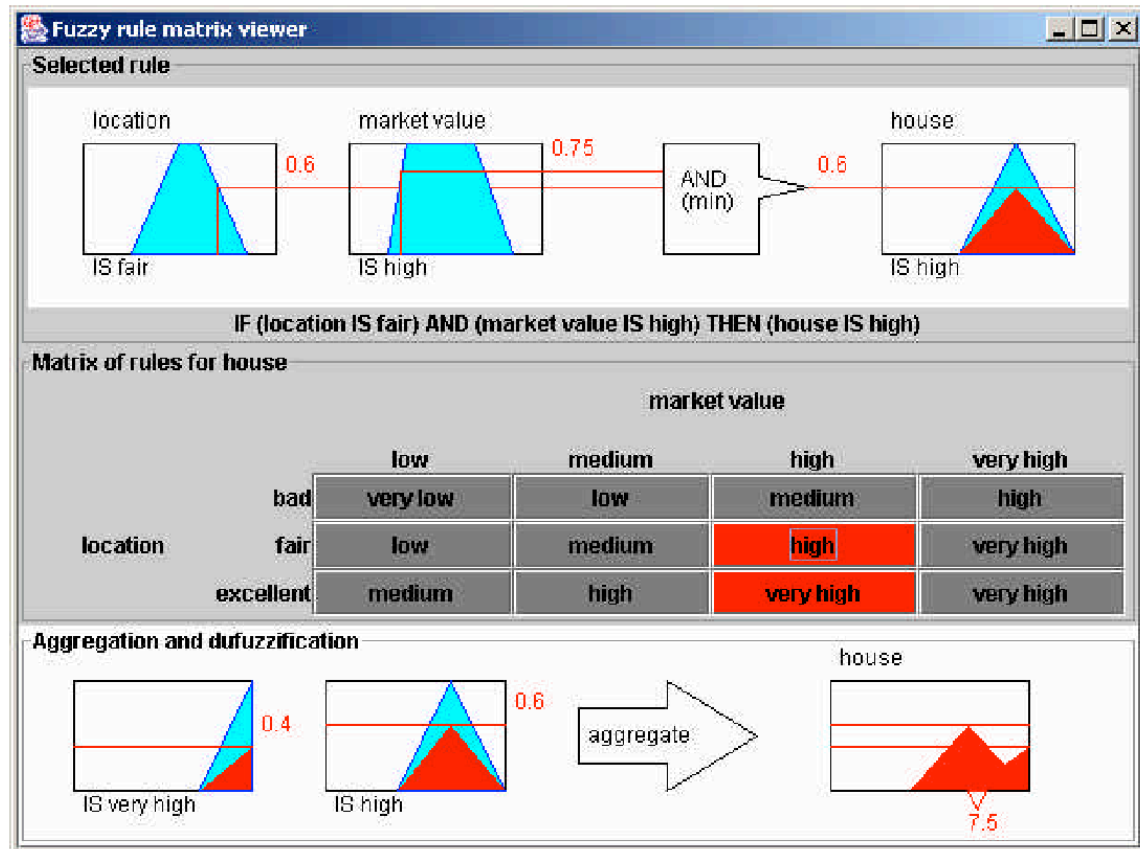 Fuzzy rule matrix viewer
Selected rule
location
market value
house
0.6
0.75
AND
(min)
0.6
IS fair
IS high
IS high
IF (location IS fair) AND (market value IS high) THEN (house IS high)
Matrix of rules for house
market value
low medium high very high
bad very low low medium high
location fair low medium high very high
excellent medium high very high very high
Aggregation and dufuzzification
house
0.4
0.6
aggregate
IS very high
IS high
7.5